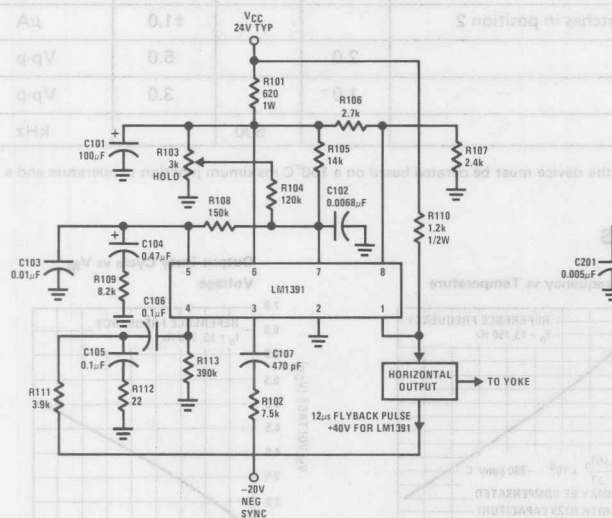 VCC
24V TYP
R101
620
1W
R106
2.7k
C101
100μF
R103
3k
HOLD
R105
14k
R107
2.4k
R104
120k
C102
0.0068μF
R108
150k
R110
1.2k
1/2W
C103
0.01μF
C104
0.47μF
5
6
7
8
LM1391
R109
8.2k
C106
0.1μF
4
3
2
1
C201
0.005μF
C105
0.1μF
R113
390k
C107
470 pF
HORIZONTAL
OUTPUT
TO YOKE
R111
3.9k
R112
22
R102
7.5k
12μs FLYBACK PULSE
+40V FOR LM1391
−20V
NEG
SYNC